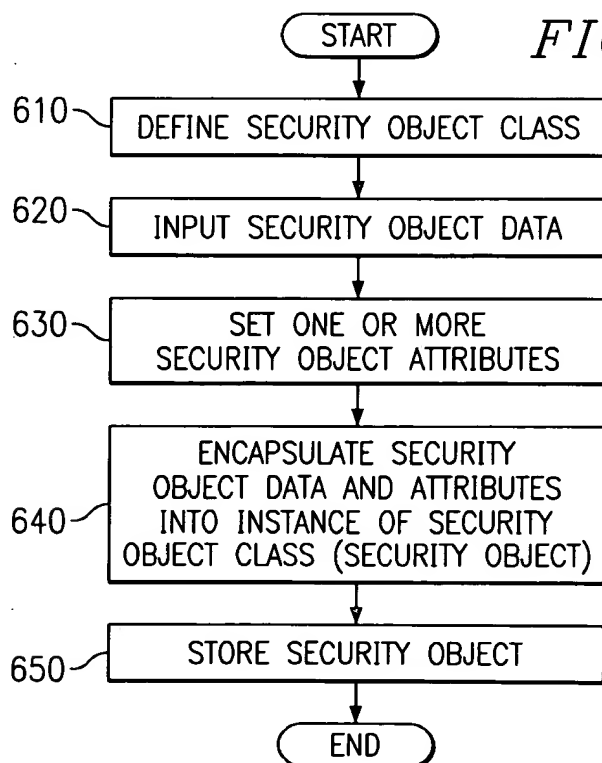 START
FIG
610
DEFINE SECURITY OBJECT CLASS
620
INPUT SECURITY OBJECT DATA
630
SET ONE OR MORE
SECURITY OBJECT ATTRIBUTES
640
ENCAPSULATE SECURITY
OBJECT DATA AND ATTRIBUTES
INTO INSTANCE OF SECURITY
OBJECT CLASS (SECURITY OBJECT)
650
STORE SECURITY OBJECT
END